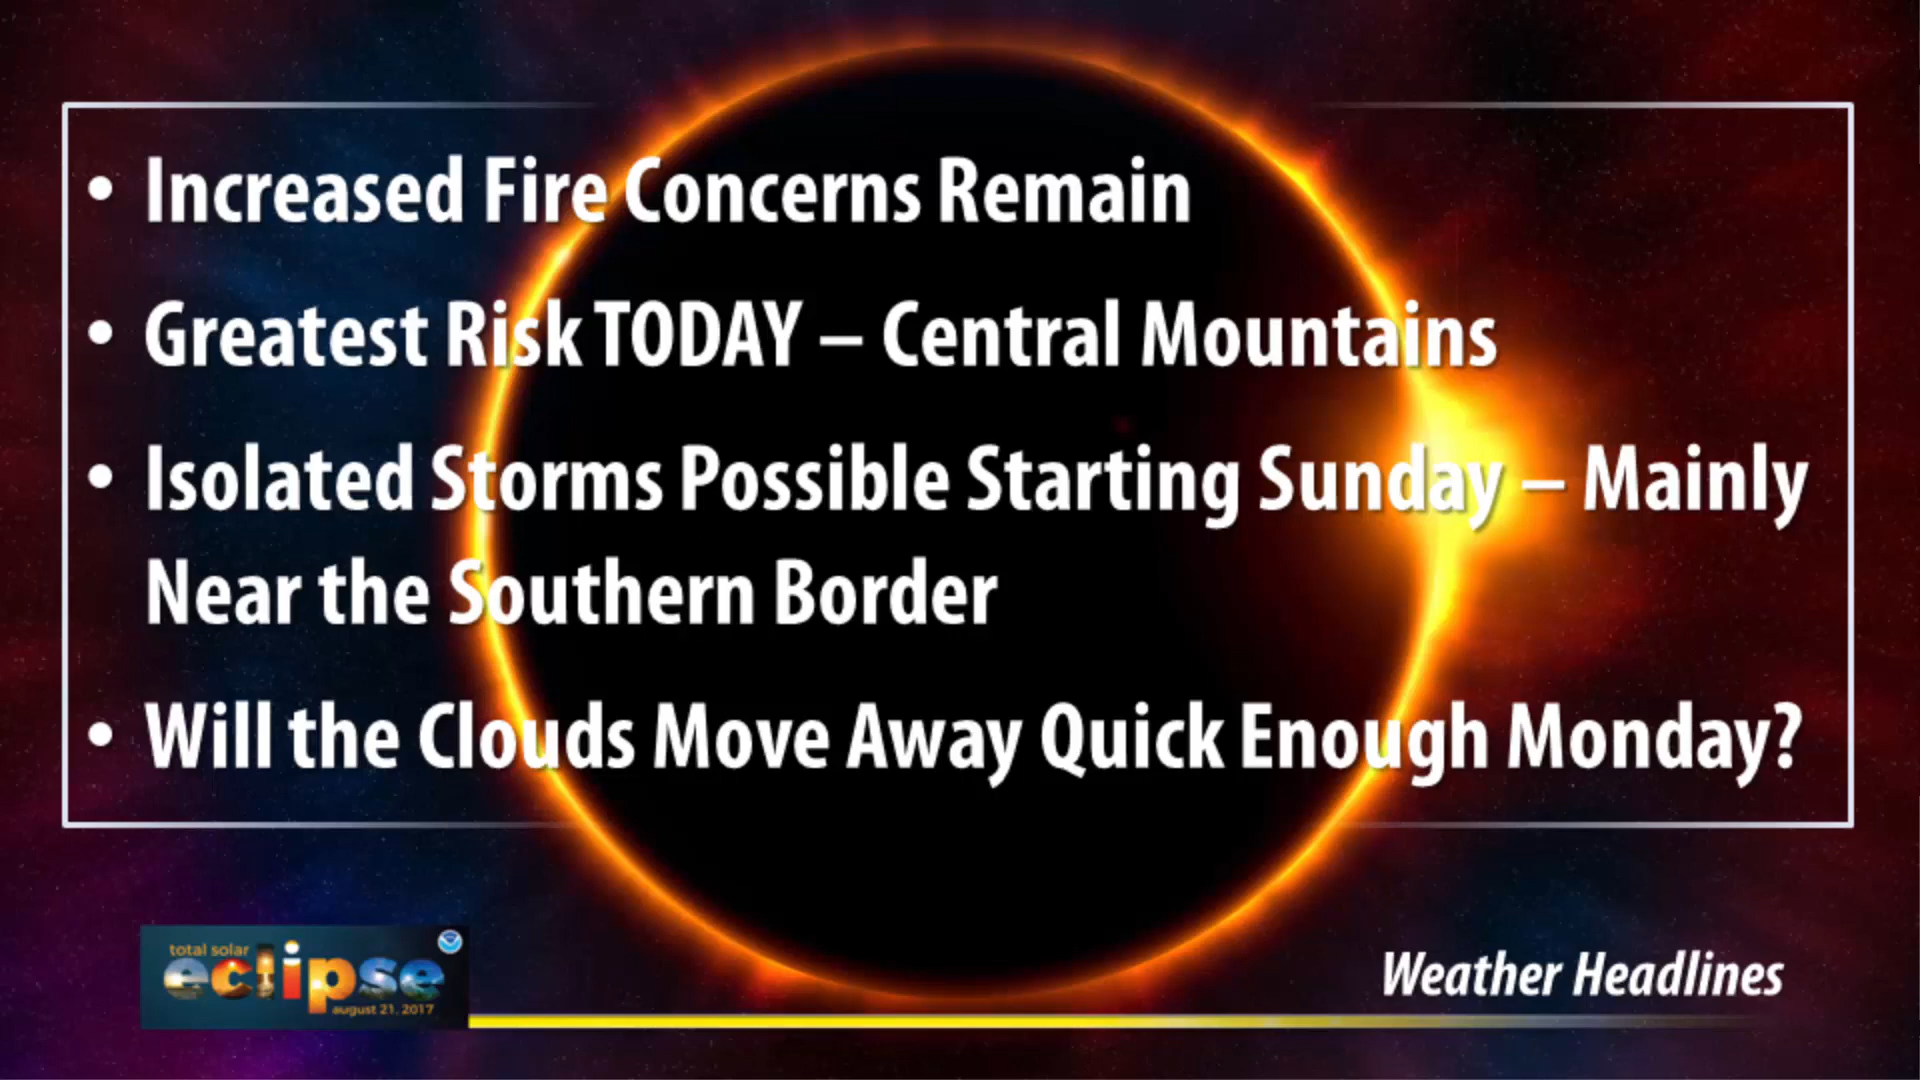 • Increased Fire Concerns Remain
• Greatest Risk TODAY – Central Mountains
• Isolated Storms Possible Starting Sunday – Mainly
Near the Southern Border
• Will the Clouds Move Away Quick Enough Monday?
total solar
eclipse
august 21, 2017
Weather Headlines